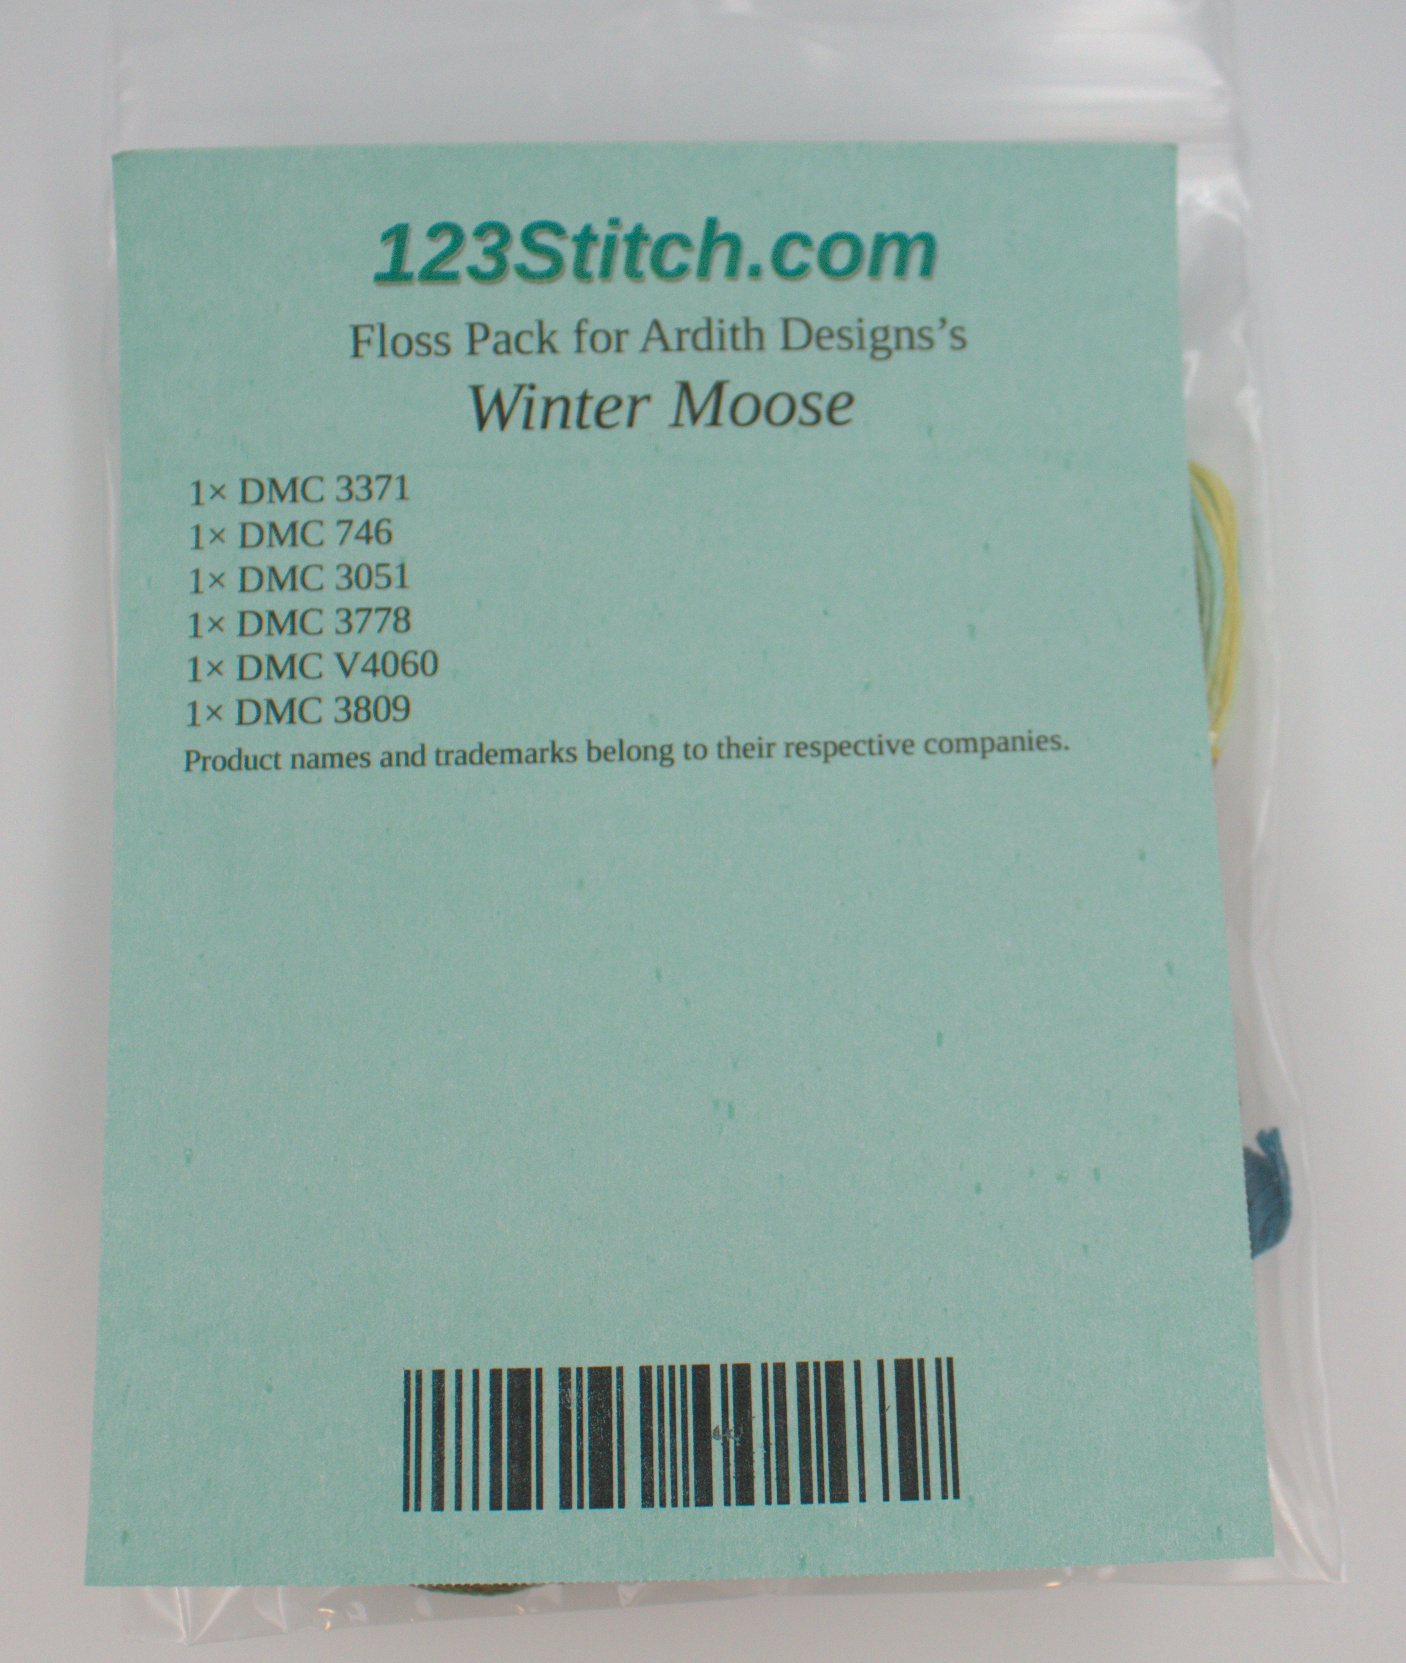 123Stitch.com
Floss Pack for Ardith Designs’s
Winter Moose
1× DMC 3371
1× DMC 746
1× DMC 3051
1× DMC 3778
1× DMC V4060
1× DMC 3809
Product names and trademarks belong to their respective companies.